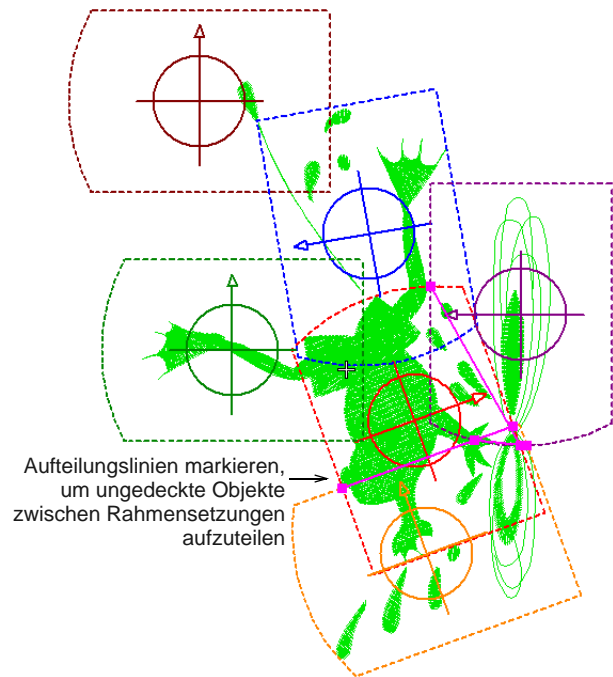 Aufteilungslinien markieren,
um ungedeckte Objekte
zwischen Rahmensetzungen
aufzuteilen